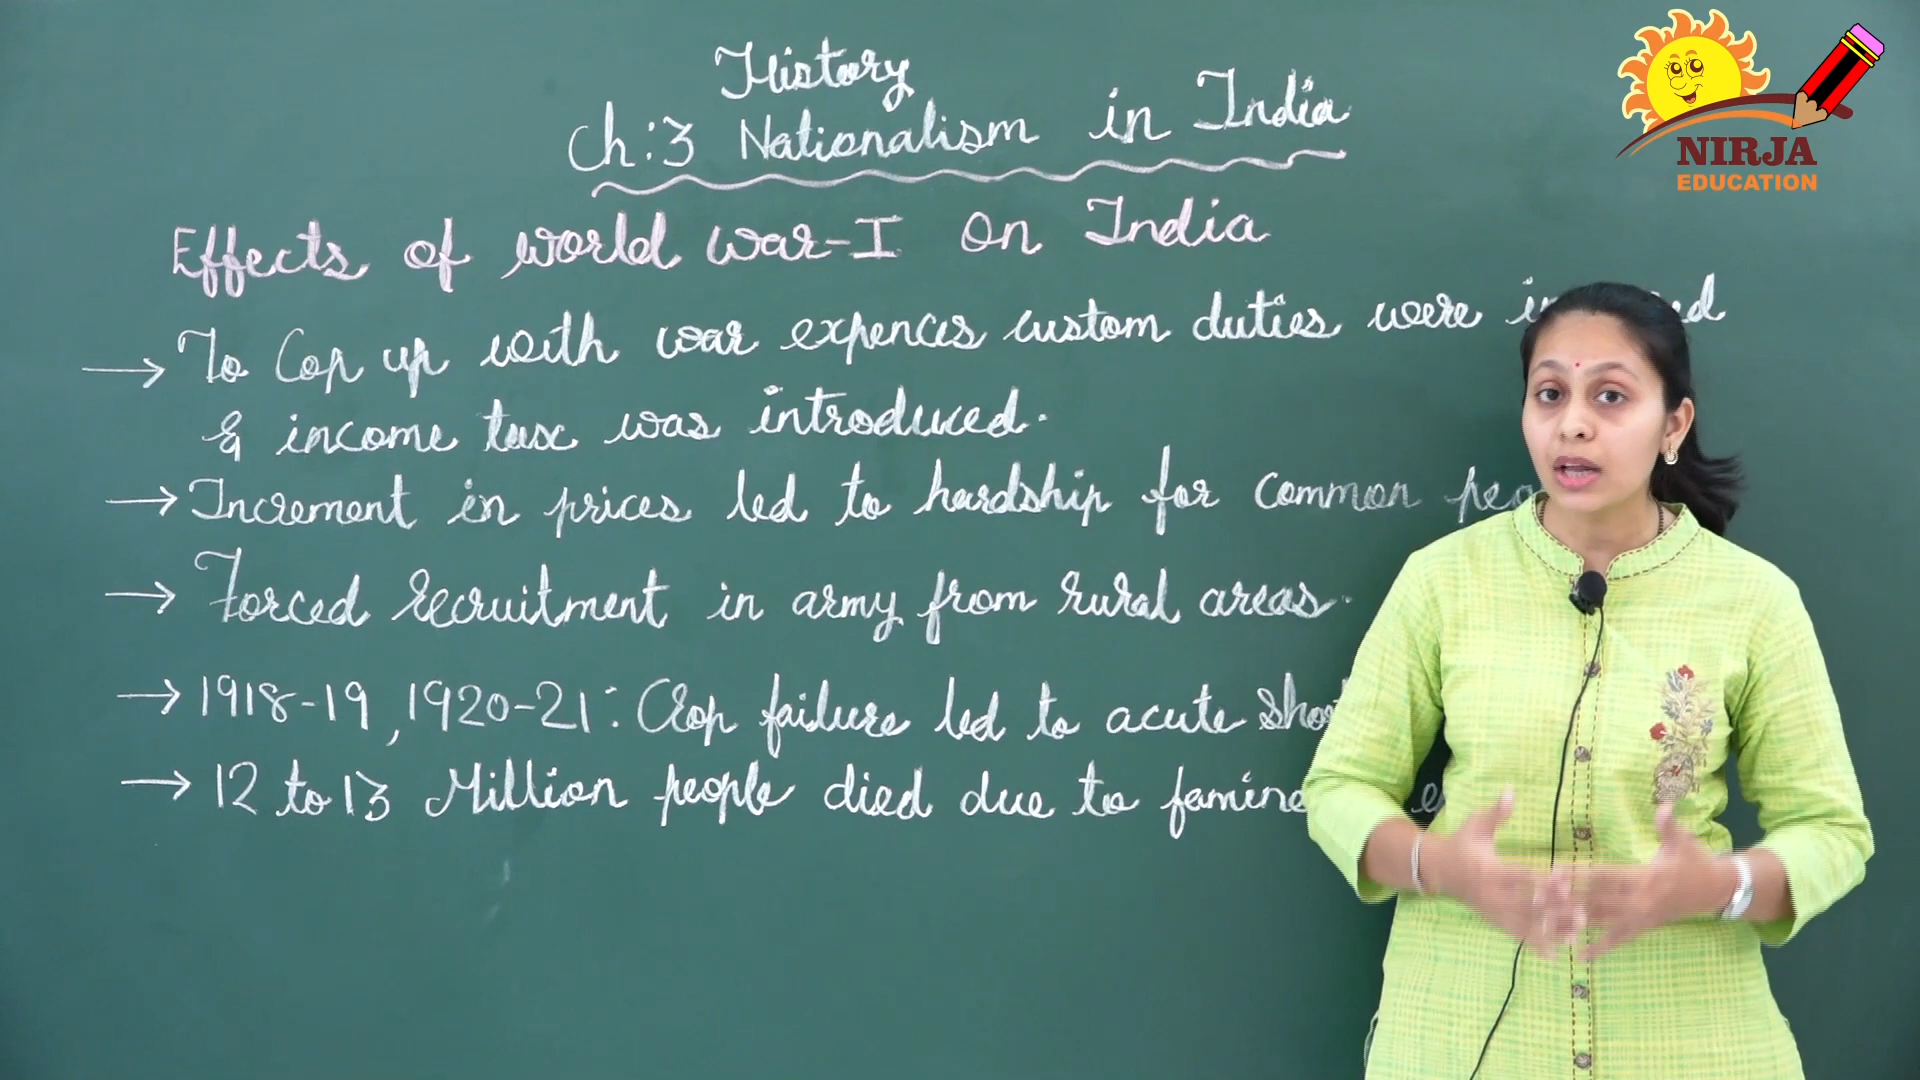 History
Ch:3 Nationalism in India
Effects of world war-I On India
→ To Cop up with war expences custom duties were
& income tax was introduced.
→ Increment in prices led to hardship for common
→ Forced recruitment in army from rural areas.
→ 1918-19, 1920-21: Crop failure led to acute
→ 12 to 13 Million people died due to famine
NIRJA
EDUCATION